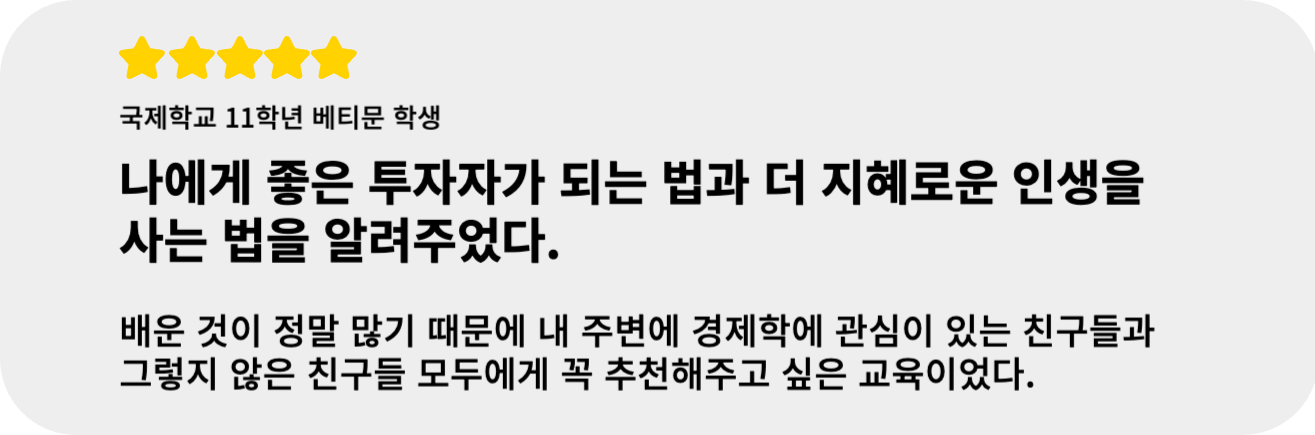 국제학교 11학년 베티문 학생
나에게 좋은 투자자가 되는 법과 더 지혜로운 인생을
사는 법을 알려주었다.
배운 것이 정말 많기 때문에 내 주변에 경제학에 관심이 있는 친구들과
그렇지 않은 친구들 모두에게 꼭 추천해주고 싶은 교육이었다.